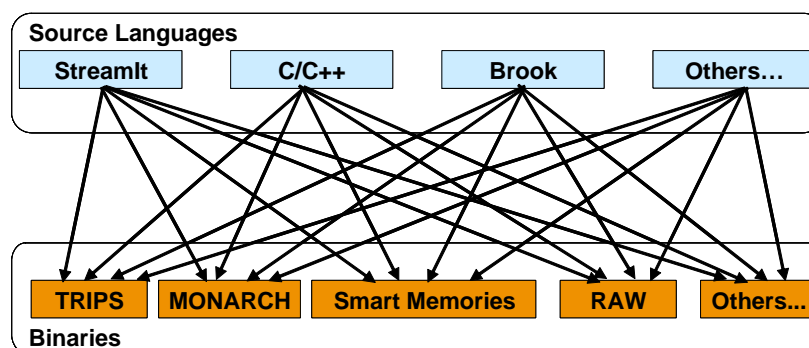 Source Languages
StreamIt C/C++ Brook Others…
TRIPS MONARCH Smart Memories RAW Others...
Binaries